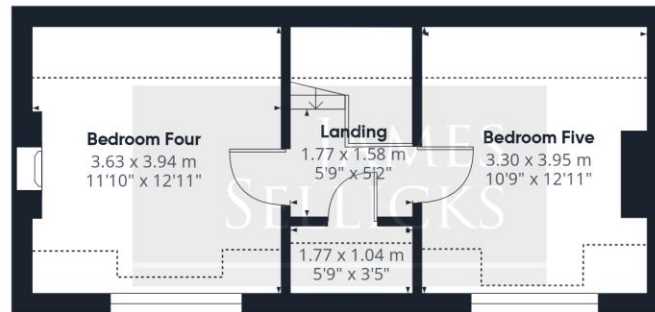 Bedroom Four
3.63 x 3.94 m
11'10" x 12'11"
Landing
1.77 x 1.58 m
5'9" x 5'2"
Bedroom Five
3.30 x 3.95 m
10'9" x 12'11"
JAMES
SELLICKS
1.77 x 1.04 m
5'9" x 3'5"